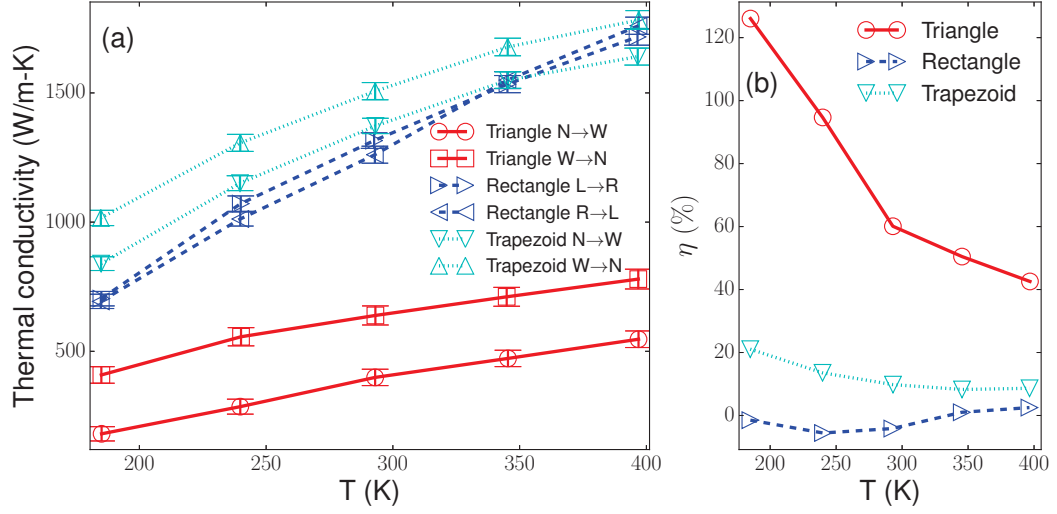 (a)
Thermal conductivity (W/m-K)
1500
1000
500
Triangle N→W
Triangle W→N
Rectangle L→R
Rectangle R→L
Trapezoid N→W
Trapezoid W→N
200
250
300
350
400
T (K)
(b)
η (%)
120
100
80
60
40
20
0
Triangle
Rectangle
Trapezoid
200
250
300
350
400
T (K)